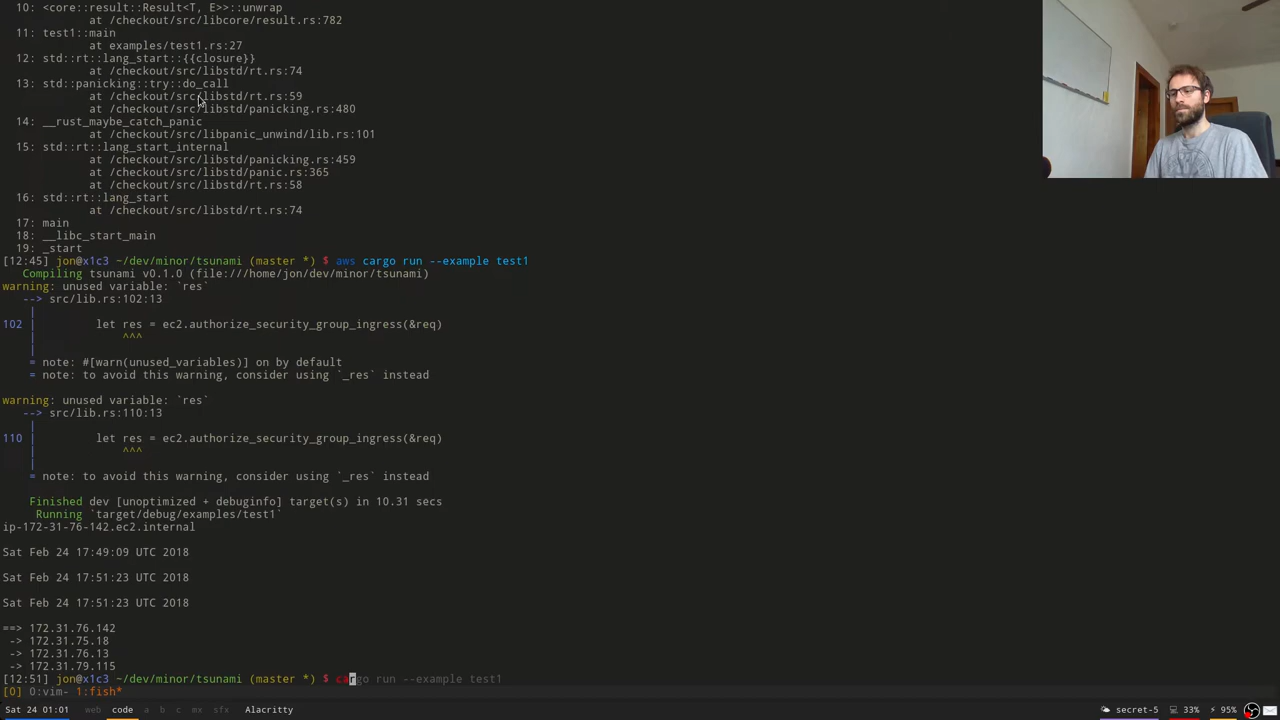 10: <core::result::Result<T, E>>::unwrap
at /checkout/src/libcore/result.rs:782
11: test1::main
at examples/test1.rs:27
12: std::rt::lang_start::{{closure}}
at /checkout/src/libstd/rt.rs:74
13: std::panicking::try::do_call
at /checkout/src/libstd/rt.rs:59
at /checkout/src/libstd/panicking.rs:480
14: __rust_maybe_catch_panic
at /checkout/src/libpanic_unwind/lib.rs:101
15: std::rt::lang_start_internal
at /checkout/src/libstd/panicking.rs:459
at /checkout/src/libstd/panic.rs:365
at /checkout/src/libstd/rt.rs:58
16: std::rt::lang_start
at /checkout/src/libstd/rt.rs:74
17: main
18: __libc_start_main
19: _start
[12:45] jon@x1c3 ~/dev/minor/tsunami (master *) $ aws cargo run --example test1
Compiling tsunami v0.1.0 (file:///home/jon/dev/minor/tsunami)
warning: unused variable: `res`
--> src/lib.rs:102:13
|
102 |         let res = ec2.authorize_security_group_ingress(&req)
|             ^^^
|
= note: #[warn(unused_variables)] on by default
= note: to avoid this warning, consider using `_res` instead
warning: unused variable: `res`
--> src/lib.rs:110:13
|
110 |         let res = ec2.authorize_security_group_ingress(&req)
|             ^^^
|
= note: to avoid this warning, consider using `_res` instead
Finished dev [unoptimized + debuginfo] target(s) in 10.31 secs
Running `target/debug/examples/test1`
ip-172-31-76-142.ec2.internal
Sat Feb 24 17:49:09 UTC 2018
Sat Feb 24 17:51:23 UTC 2018
Sat Feb 24 17:51:23 UTC 2018
==> 172.31.76.142
-> 172.31.75.18
-> 172.31.76.13
-> 172.31.79.115
[12:51] jon@x1c3 ~/dev/minor/tsunami (master *) $ cargo run --example test1
[0] 0:vim- 1:fish*
Sat 24 01:01 web code a b c mx sfx Alacritty secret-5 33% 95%